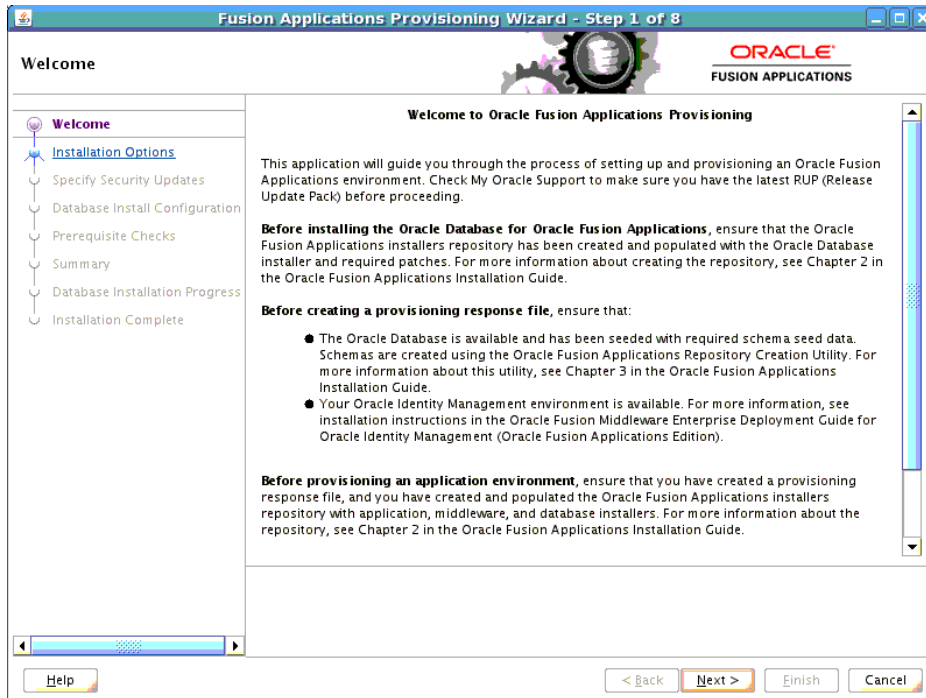 Fusion Applications Provisioning Wizard - Step 1 of 8
Welcome
ORACLE
FUSION APPLICATIONS
Welcome
Installation Options
Specify Security Updates
Database Install Configuration
Prerequisite Checks
Summary
Database Installation Progress
Installation Complete
Welcome to Oracle Fusion Applications Provisioning
This application will guide you through the process of setting up and provisioning an Oracle Fusion
Applications environment. Check My Oracle Support to make sure you have the latest RUP (Release
Update Pack) before proceeding.
Before installing the Oracle Database for Oracle Fusion Applications, ensure that the Oracle
Fusion Applications installers repository has been created and populated with the Oracle Database
installer and required patches. For more information about creating the repository, see Chapter 2 in
the Oracle Fusion Applications Installation Guide.
Before creating a provisioning response file, ensure that:
● The Oracle Database is available and has been seeded with required schema seed data.
Schemas are created using the Oracle Fusion Applications Repository Creation Utility. For
more information about this utility, see Chapter 3 in the Oracle Fusion Applications
Installation Guide.
● Your Oracle Identity Management environment is available. For more information, see
installation instructions in the Oracle Fusion Middleware Enterprise Deployment Guide for
Oracle Identity Management (Oracle Fusion Applications Edition).
Before provisioning an application environment, ensure that you have created a provisioning
response file, and you have created and populated the Oracle Fusion Applications installers
repository with application, middleware, and database installers. For more information about the
repository, see Chapter 2 in the Oracle Fusion Applications Installation Guide.
Help
< Back
Next >
Finish
Cancel